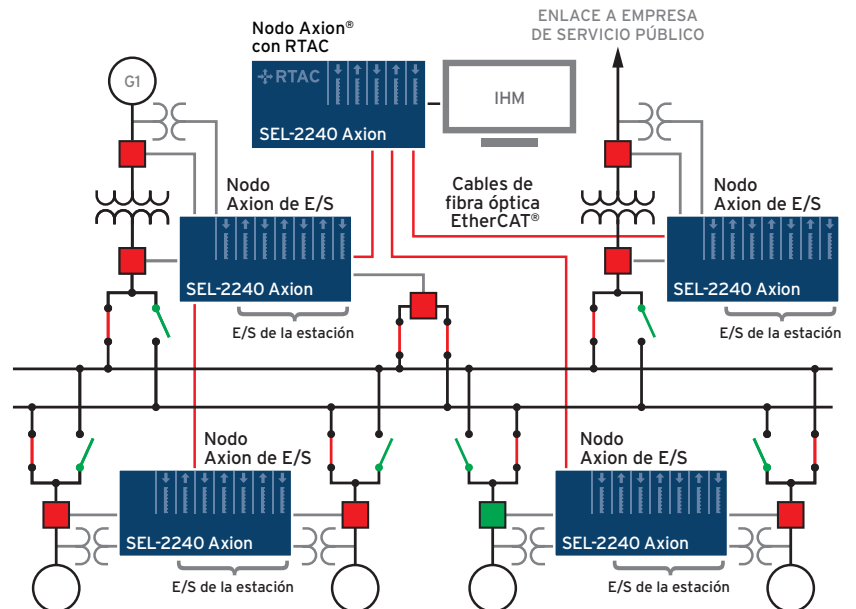 ENLACE A EMPRESA
DE SERVICIO PÚBLICO
Nodo Axion®
con RTAC
G1
RTAC
SEL-2240 Axion
IHM
Nodo
Axion de E/S
SEL-2240 Axion
E/S de la estación
Cables de
fibra óptica
EtherCAT®
Nodo
Axion de E/S
SEL-2240 Axion
E/S de la estación
Nodo
Axion de E/S
SEL-2240 Axion
E/S de la estación
Nodo
Axion de E/S
SEL-2240 Axion
E/S de la estación